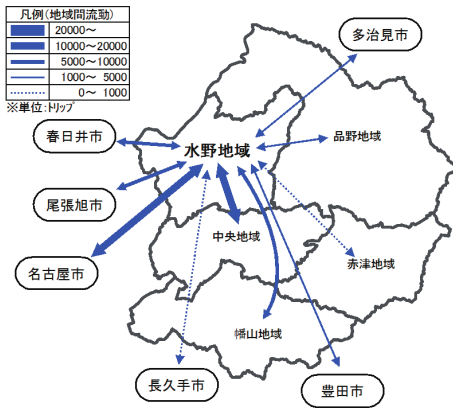 凡例(地域間流動)
20000～
10000～20000
5000～10000
1000～ 5000
0～ 1000
※単位:トリップ
多治見市
春日井市
水野地域
品野地域
尾張旭市
中央地域
赤津地域
名古屋市
幡山地域
長久手市
豊田市